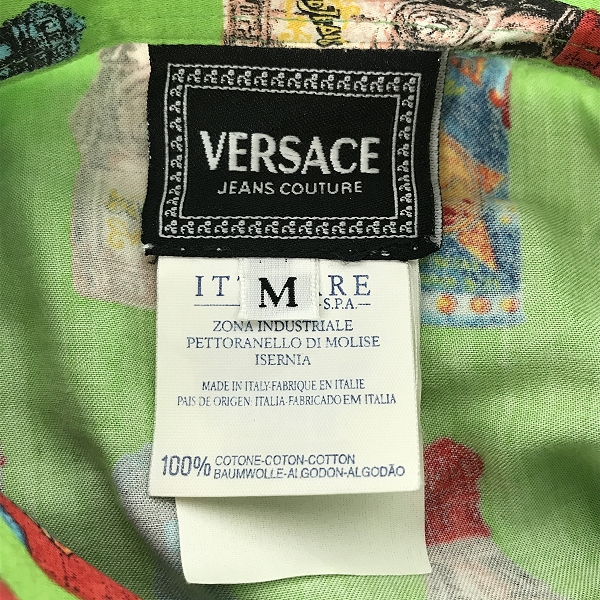 VERSACE
JEANS COUTURE
M
S.P.A.
ZONA INDUSTRIALE
PETTORANELLO DI MOLISE
ISERNIA
MADE IN ITALY-FABRIQUE EN ITALIE
PAIS DE ORIGEN ITALIA-FABRICADO EM ITALIA
100% COTONE-COTON-COTTON
BAUMWOLLE-ALGODON-ALGODÃO